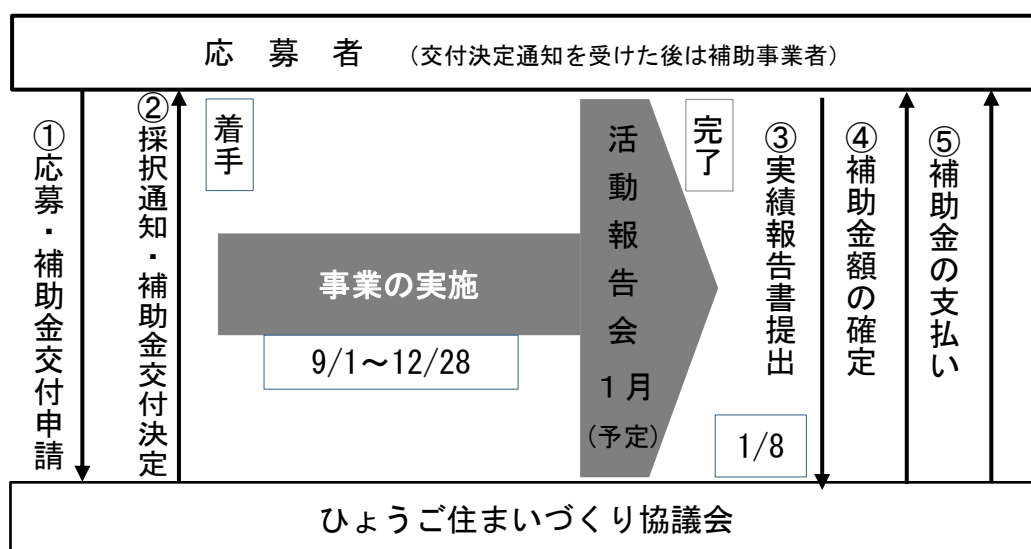 応募者（交付決定通知を受けた後は補助事業者）
①応募・補助金交付申請
②採択通知・補助金交付決定
着手
事業の実施
9/1～12/28
活動報告会１月
(予定)
完了
③実績報告書提出
1/8
④補助金額の確定
⑤補助金の支払い
ひょうご住まいづくり協議会